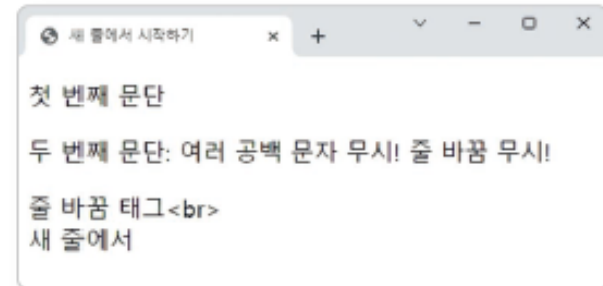 새 줄에서 시작하기
첫 번째 문단
두 번째 문단: 여러 공백 문자 무시! 줄 바꿈 무시!
줄 바꿈 태그<br>
새 줄에서